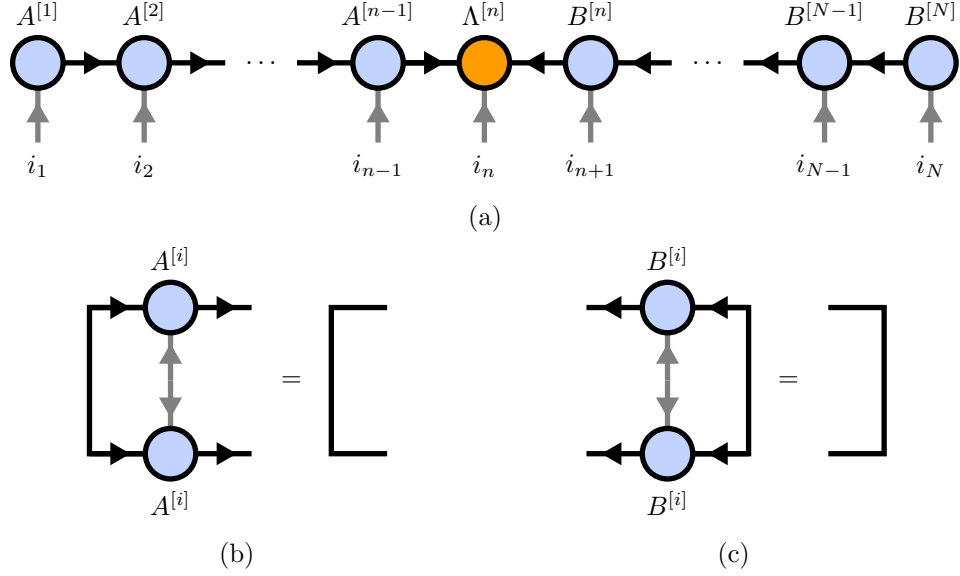 A^{[1]} A^{[2]} A^{[n−1]} Λ^{[n]} B^{[n]} B^{[N−1]} B^{[N]}
··· ···
i_1 i_2 i_{n−1} i_n i_{n+1} i_{N−1} i_N
(a)
A^{[i]} B^{[i]}
= =
A^{[i]} B^{[i]}
(b) (c)